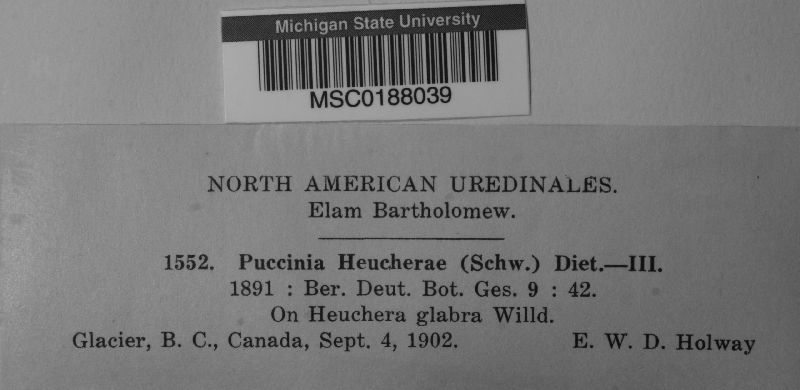 Michigan State University
MSC0188039
NORTH AMERICAN UREDINALES.
Elam Bartholomew.
1552. Puccinia Heucherae (Schw.) Diet.—III.
1891 : Ber. Deut. Bot. Ges. 9 : 42.
On Heuchera glabra Willd.
Glacier, B. C., Canada, Sept. 4, 1902. E. W. D. Holway